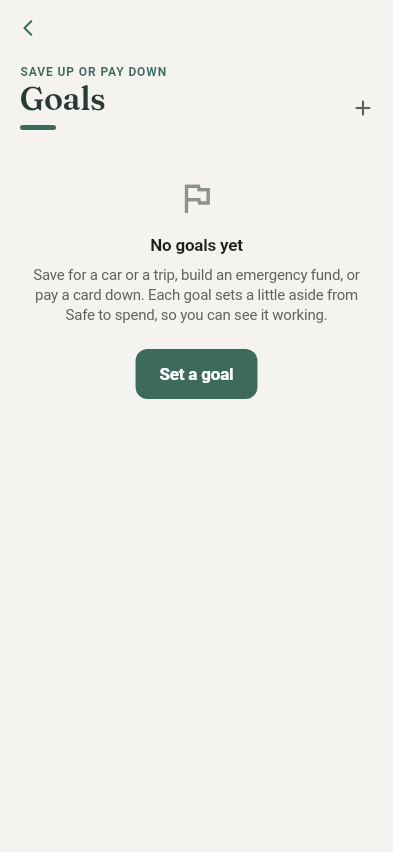 SAVE UP OR PAY DOWN
Goals
No goals yet
Save for a car or a trip, build an emergency fund, or
pay a card down. Each goal sets a little aside from
Safe to spend, so you can see it working.
Set a goal